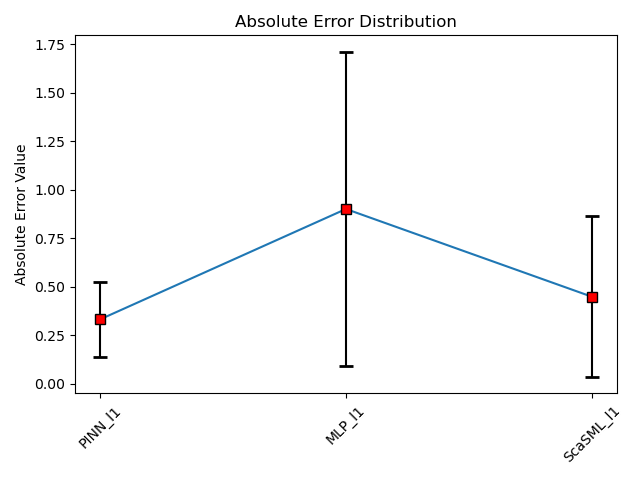 Absolute Error Distribution
Absolute Error Value
1.75
1.50
1.25
1.00
0.75
0.50
0.25
0.00
PINN_l1
MLP_l1
ScaSML_l1